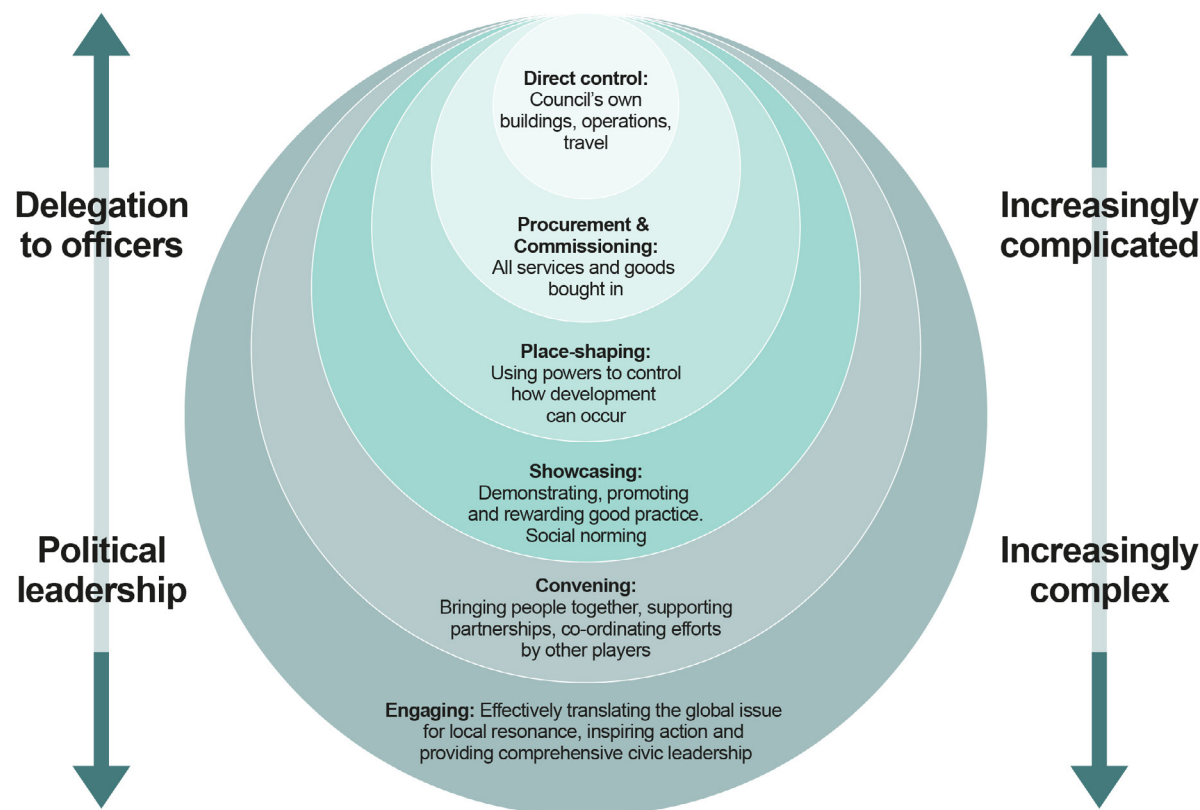 Direct control:
Council's own
buildings, operations,
travel
Delegation
to officers
Increasingly
complicated
Procurement &
Commissioning:
All services and goods
bought in
Place-shaping:
Using powers to control
how development
can occur
Showcasing:
Demonstrating, promoting
and rewarding good practice.
Social norming
Political
leadership
Increasingly
complex
Convening:
Bringing people together, supporting
partnerships, co-ordinating efforts
by other players
Engaging: Effectively translating the global issue
for local resonance, inspiring action and
providing comprehensive civic leadership